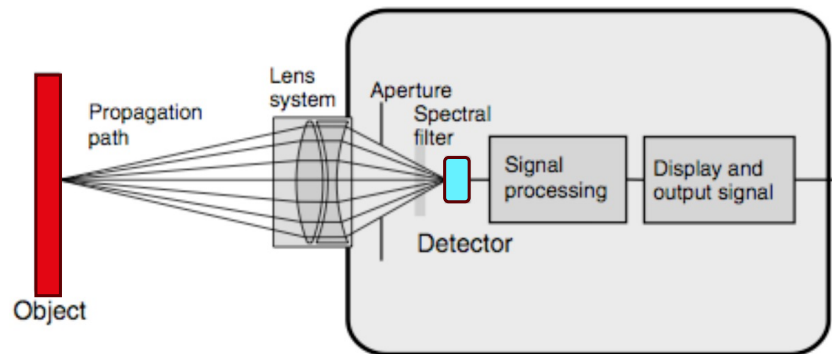 Lens
system
Propagation
path
Aperture
Spectral
filter
Signal
processing
Display and
output signal
Detector
Object